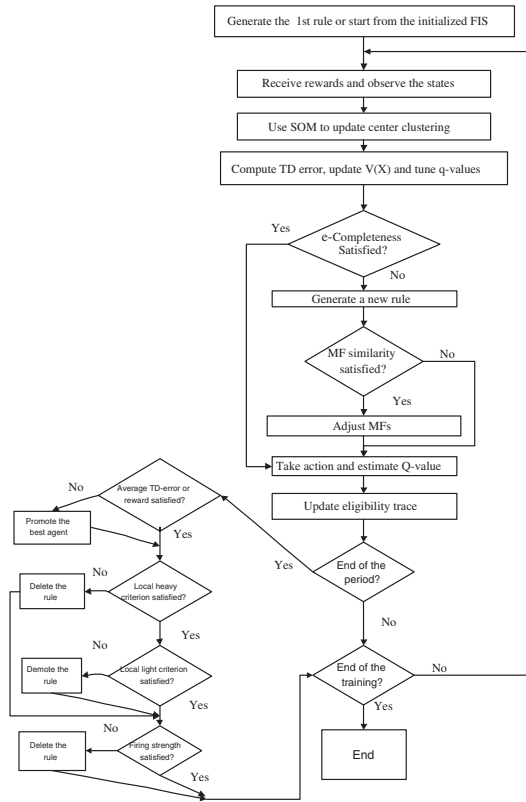 Generate the 1st rule or start from the initialized FIS
Receive rewards and observe the states
Use SOM to update center clustering
Compute TD error, update V(X) and tune q-values
Yes
e-Completeness
Satisfied?
No
Generate a new rule
MF similarity
satisfied?
No
Yes
Adjust MFs
Take action and estimate Q-value
Update eligibility trace
End of the
period?
Yes
No
Average TD-error or
reward satisfied?
No
Yes
Promote the
best agent
Local heavy
criterion satisfied?
No
Yes
Delete the
rule
Local light criterion
satisfied?
No
Yes
Demote the
rule
Firing strength
satisfied?
No
Yes
Delete the
rule
End of the
training?
No
Yes
End